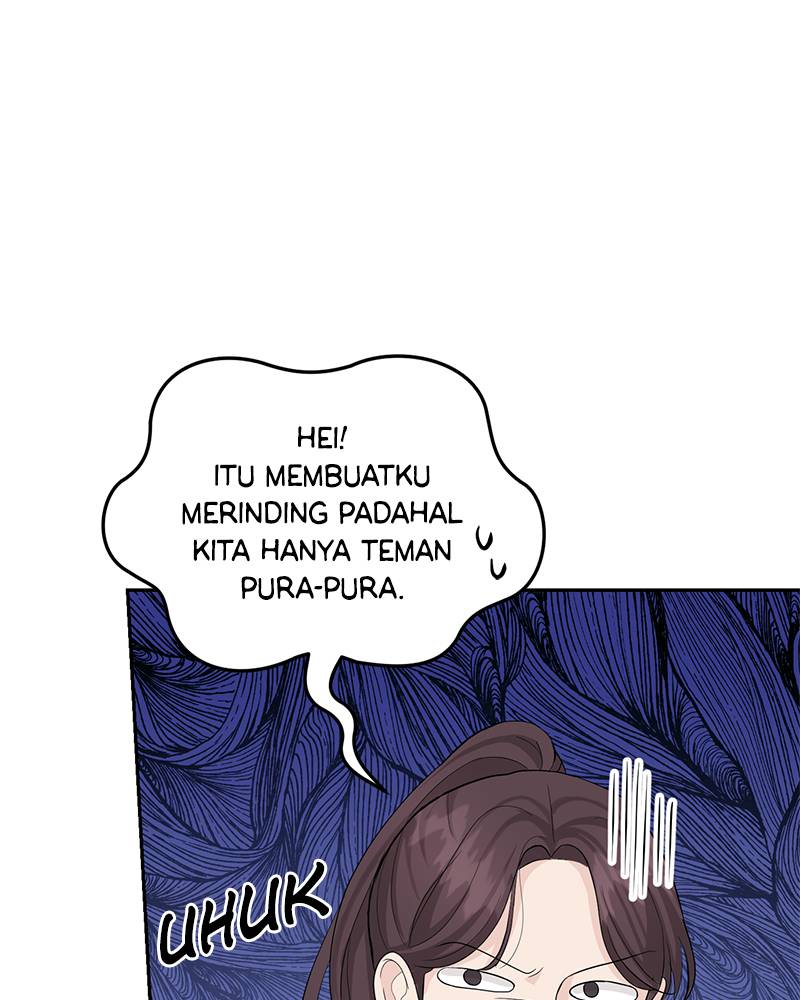 HEI!
ITU MEMBUATKU
MERINDING PADAHAL
KITA HANYA TEMAN
PURA-PURA.
UHUK